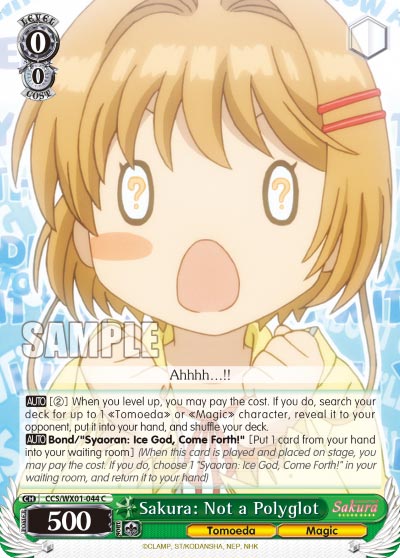 LEVEL
0
0
COST
SAMPLE
Ahhhh…!!
AUTO [②] When you level up, you may pay the cost. If you do, search your
deck for up to 1 «Tomoeda» or «Magic» character, reveal it to your
opponent, put it into your hand, and shuffle your deck.
AUTO Bond/"Syaoran: Ice God, Come Forth!" [Put 1 card from your hand
into your waiting room] (When this card is played and placed on stage, you
may pay the cost. If you do, choose 1 "Syaoran: Ice God, Come Forth!" in your
waiting room, and return it to your hand)
CH CCS/WX01-044 C
POWER 500
Sakura: Not a Polyglot
Sakura
Tomoeda Magic
©CLAMP, ST/KODANSHA, NEP, NHK